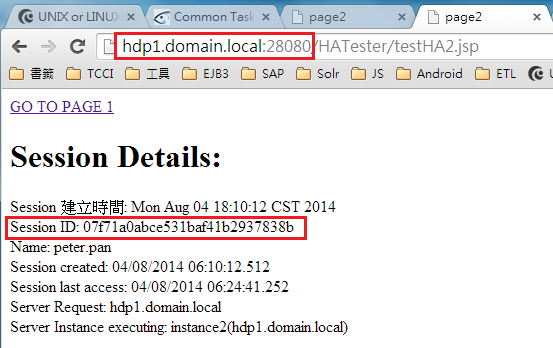 UNIX or LINUX
Common Task
page2
page2
hdp1.domain.local:28080/HATester/testHA2.jsp
書籤 TCCI 工具 EJB3 SAP Solr JS Android ETL
GO TO PAGE 1
Session Details:
Session 建立時間: Mon Aug 04 18:10:12 CST 2014
Session ID: 07f71a0abce531baf41b2937838b
Name: peter.pan
Session created: 04/08/2014 06:10:12.512
Session last access: 04/08/2014 06:24:41.252
Server Request: hdp1.domain.local
Server Instance executing: instance2(hdp1.domain.local)